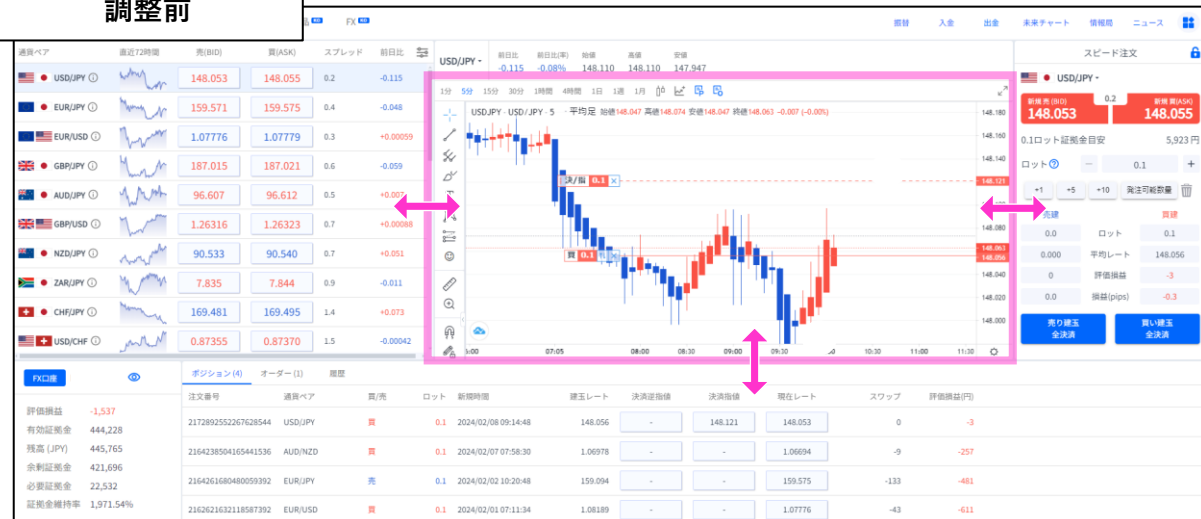 調整前
FX
振替 入金 出金 未来チャート 情報局 ニュース
通貨ペア 直近72時間 売(BID) 買(ASK) スプレッド 前日比
USD/JPY 148.053 148.055 0.2 -0.115
EUR/JPY 159.571 159.575 0.4 -0.048
EUR/USD 1.07776 1.07779 0.3 +0.00059
GBP/JPY 187.015 187.021 0.6 -0.059
AUD/JPY 96.607 96.612 0.5 +0.007
GBP/USD 1.26316 1.26323 0.7 +0.00088
NZD/JPY 90.533 90.540 0.7 +0.051
ZAR/JPY 7.835 7.844 0.9 -0.011
CHF/JPY 169.481 169.495 1.4 +0.073
USD/CHF 0.87355 0.87370 1.5 -0.00042
USD/JPY
前日比 前日比(率) 始値 高値 安値
-0.115 -0.08% 148.110 148.110 147.947
1分 5分 15分 30分 1時間 4時間 1日 1週 1月
USDJPY · USD/JPY · 5 · 平均足 始値148.047 高値148.074 安値148.047 終値148.063 -0.007 (-0.00%)
148.180
148.160
148.140
決/指 0.1 × 148.121
148.080
買 0.1 148.063
148.056
148.040
148.020
148.000
07:05 08:00 08:30 09:00 09:30 10:30 11:00 11:30
スピード注文
USD/JPY
新規 売 (BID) 0.2 新規 買(ASK)
148.053 148.055
0.1ロット証拠金目安 5,923 円
ロット − 0.1 +
+1 +5 +10 発注可能数量
売建 買建
0.0 ロット 0.1
0.000 平均レート 148.056
0 評価損益 -3
0.0 損益(pips) -0.3
売り建玉 買い建玉
全決済 全決済
FX口座
評価損益 -1,537
有効証拠金 444,228
残高 (JPY) 445,765
余剰証拠金 421,696
必要証拠金 22,532
証拠金維持率 1,971.54%
ポジション (4) オーダー (1) 履歴
注文番号 通貨ペア 買/売 ロット 新規時間 建玉レート 決済逆指値 決済指値 現在レート スワップ 評価損益(円)
2172892552267628544 USD/JPY 買 0.1 2024/02/08 09:14:48 148.056 - 148.121 148.053 0 -3
2164238504165441536 AUD/NZD 買 0.1 2024/02/07 07:58:30 1.06978 - - 1.06694 -9 -257
2164261680480059392 EUR/JPY 売 0.1 2024/02/02 10:20:48 159.094 - - 159.575 -133 -481
2162621632118587392 EUR/USD 買 0.1 2024/02/01 07:11:34 1.08189 - - 1.07776 -43 -611